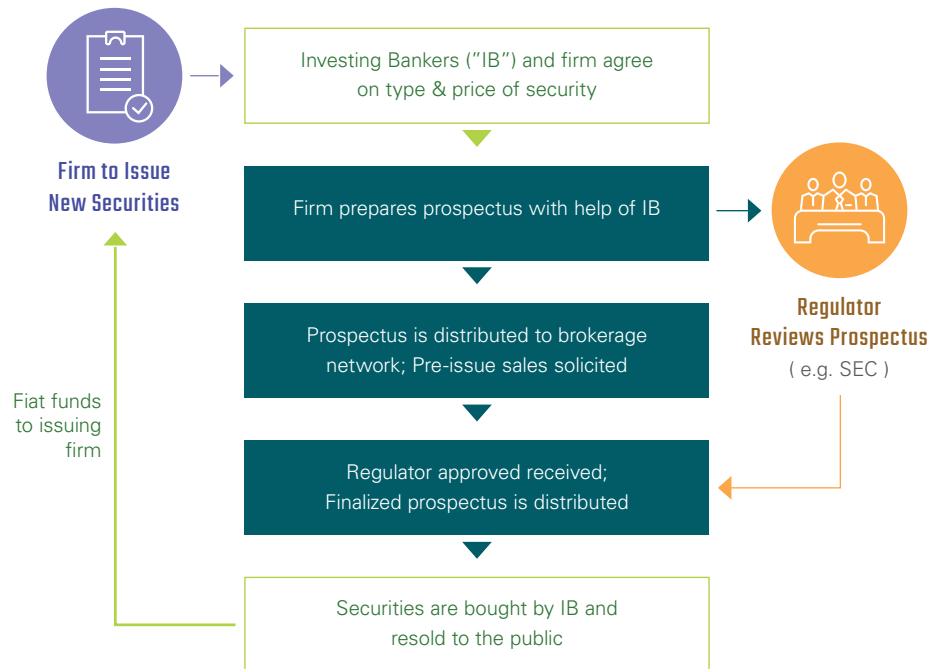 Investing Bankers (”IB”) and firm agree
on type & price of security
Firm to Issue
New Securities
Firm prepares prospectus with help of IB
Regulator
Reviews Prospectus
( e.g. SEC )
Prospectus is distributed to brokerage
network; Pre-issue sales solicited
Fiat funds
to issuing
firm
Regulator approved received;
Finalized prospectus is distributed
Securities are bought by IB and
resold to the public